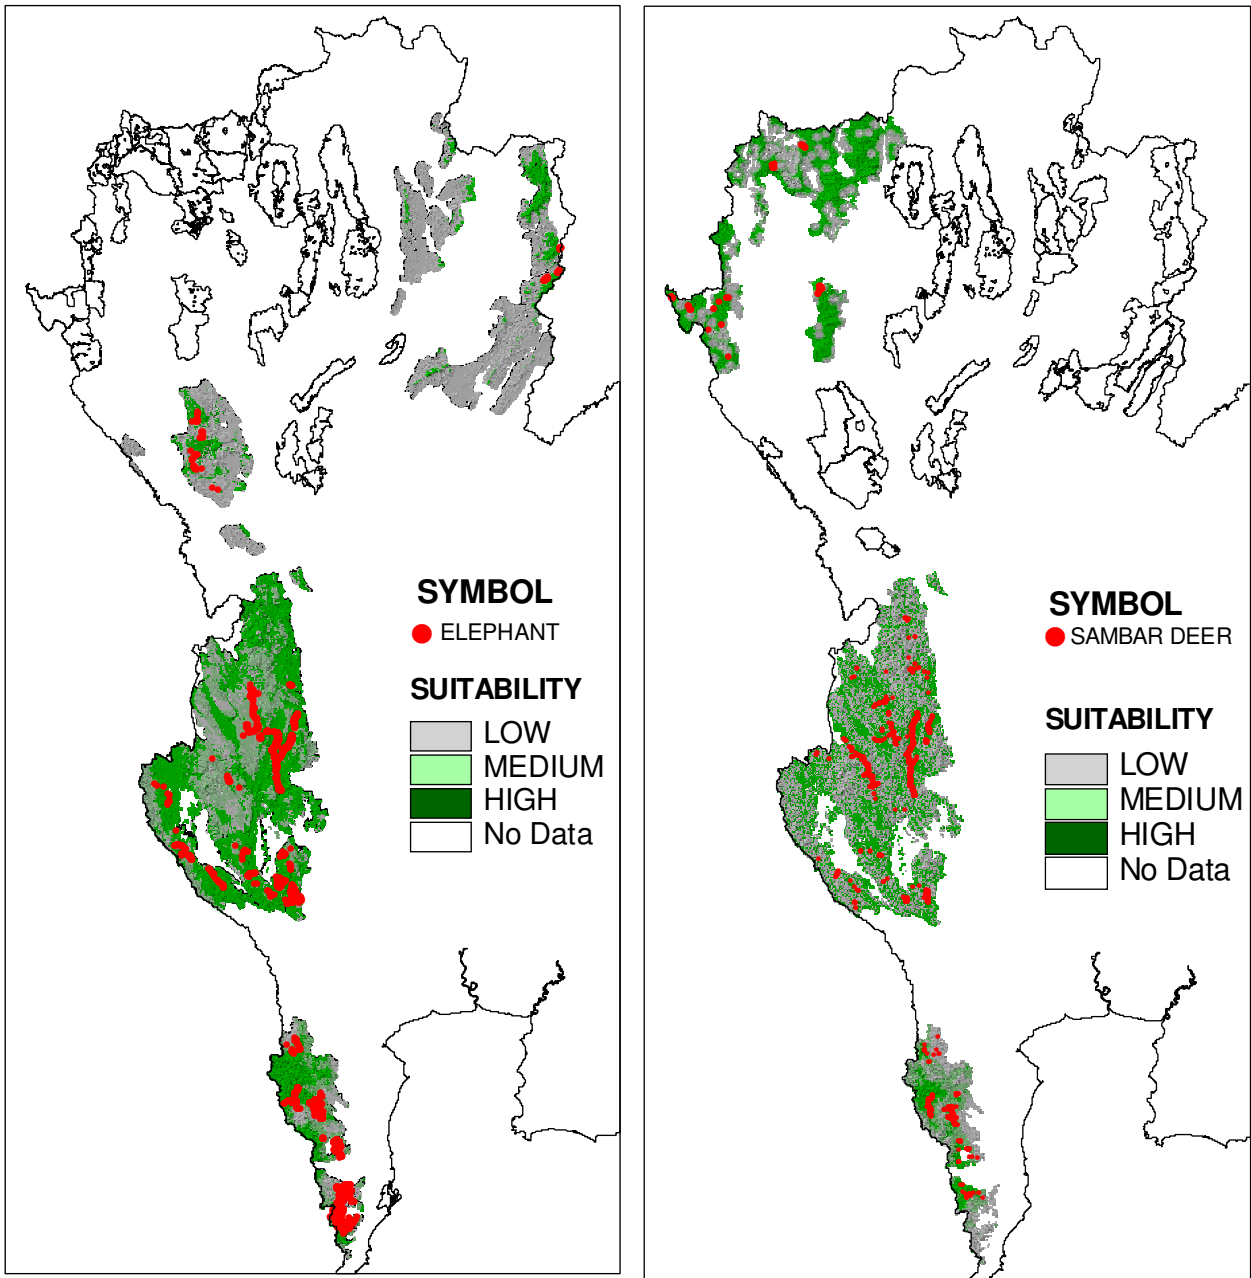 SYMBOL
ELEPHANT
SUITABILITY
LOW
MEDIUM
HIGH
No Data
SYMBOL
SAMBAR DEER
SUITABILITY
LOW
MEDIUM
HIGH
No Data